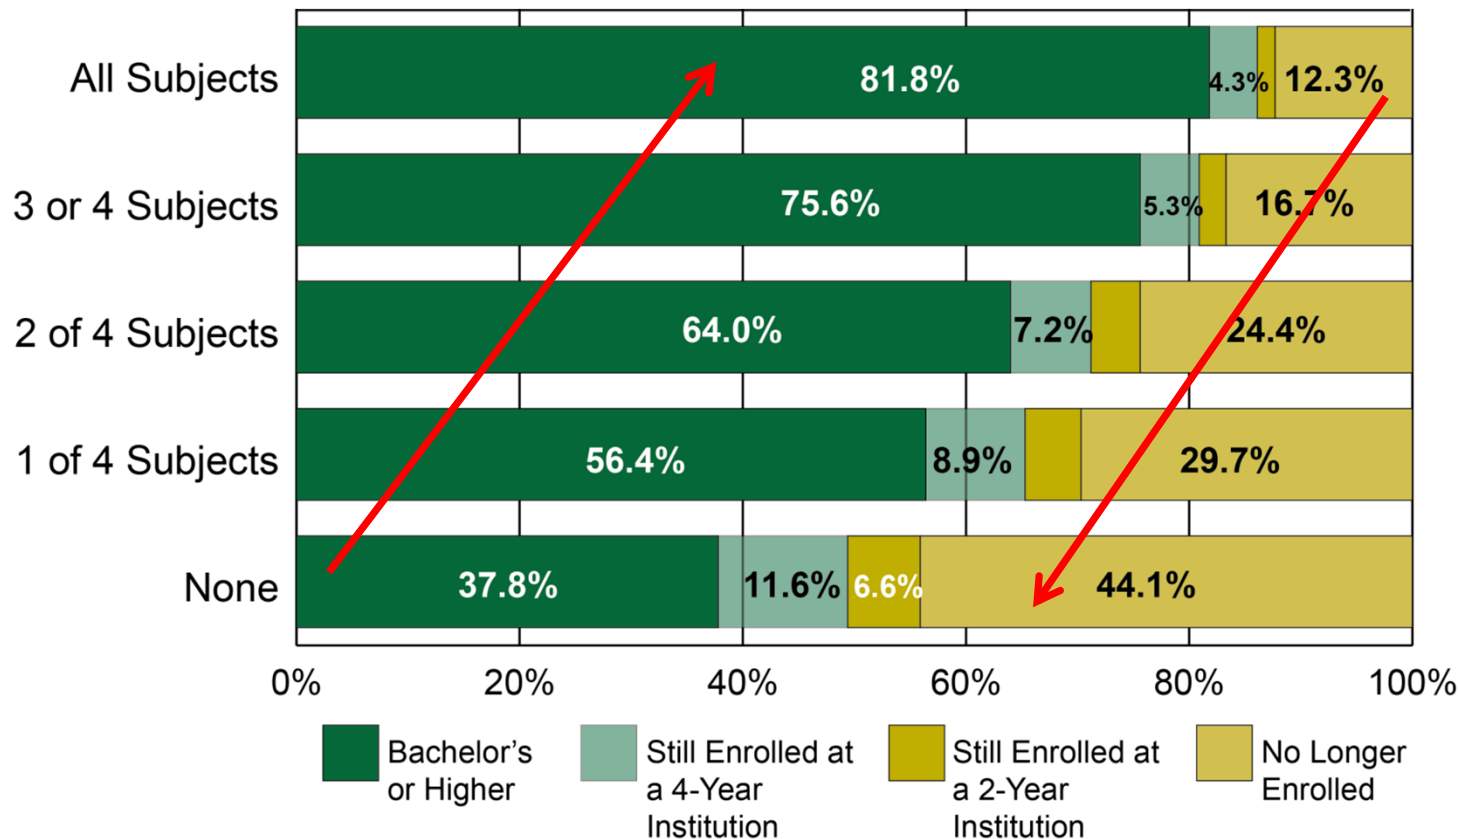 All Subjects 81.8% 4.3% 12.3%
3 or 4 Subjects 75.6% 5.3% 16.7%
2 of 4 Subjects 64.0% 7.2% 24.4%
1 of 4 Subjects 56.4% 8.9% 29.7%
None 37.8% 11.6% 6.6% 44.1%
0% 20% 40% 60% 80% 100%
Bachelor's
or Higher
Still Enrolled at
a 4-Year
Institution
Still Enrolled at
a 2-Year
Institution
No Longer
Enrolled